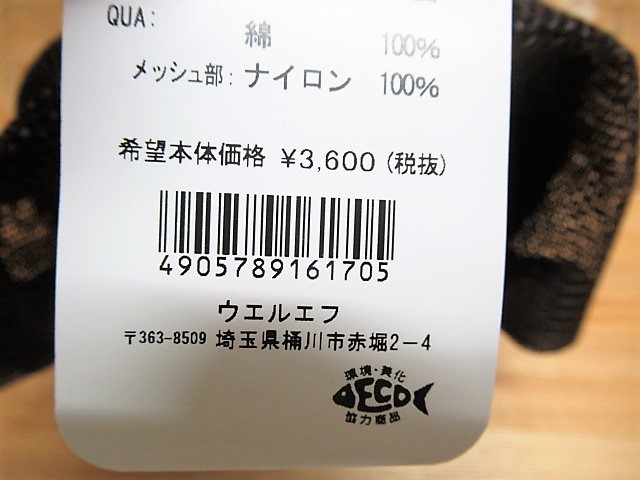 QUA:
綿 100%
メッシュ部:ナイロン 100%
希望本体価格 ¥3,600(税抜)
4905789161705
ウエルエフ
〒363-8509 埼玉県桶川市赤堀2-4
環境・美化
ECO
協力商品